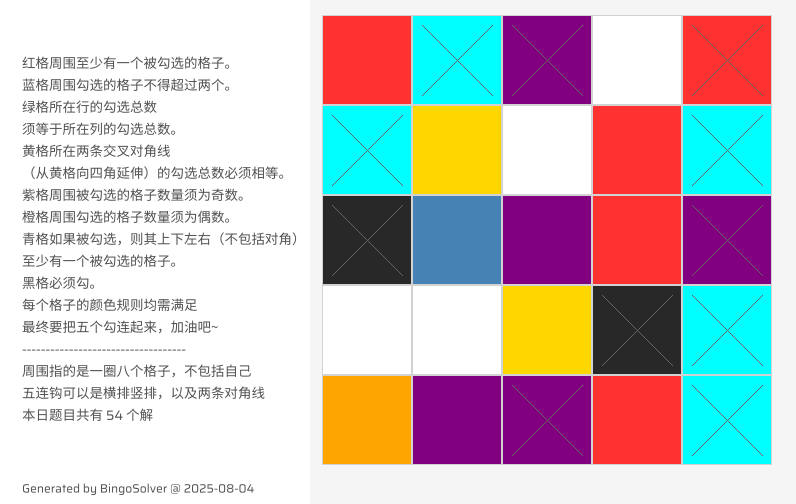 红格周围至少有一个被勾选的格子。
蓝格周围勾选的格子不得超过两个。
绿格所在行的勾选总数
须等于所在列的勾选总数。
黄格所在两条交叉对角线
（从黄格向四角延伸）的勾选总数必须相等。
紫格周围被勾选的格子数量须为奇数。
橙格周围勾选的格子数量须为偶数。
青格如果被勾选，则其上下左右（不包括对角）
至少有一个被勾选的格子。
黑格必须勾。
每个格子的颜色规则均需满足
最终要把五个勾连起来，加油吧~
---------------------------------
周围指的是一圈八个格子，不包括自己
五连钩可以是横排竖排，以及两条对角线
本日题目共有 54 个解
Generated by BingoSolver @ 2025-08-04